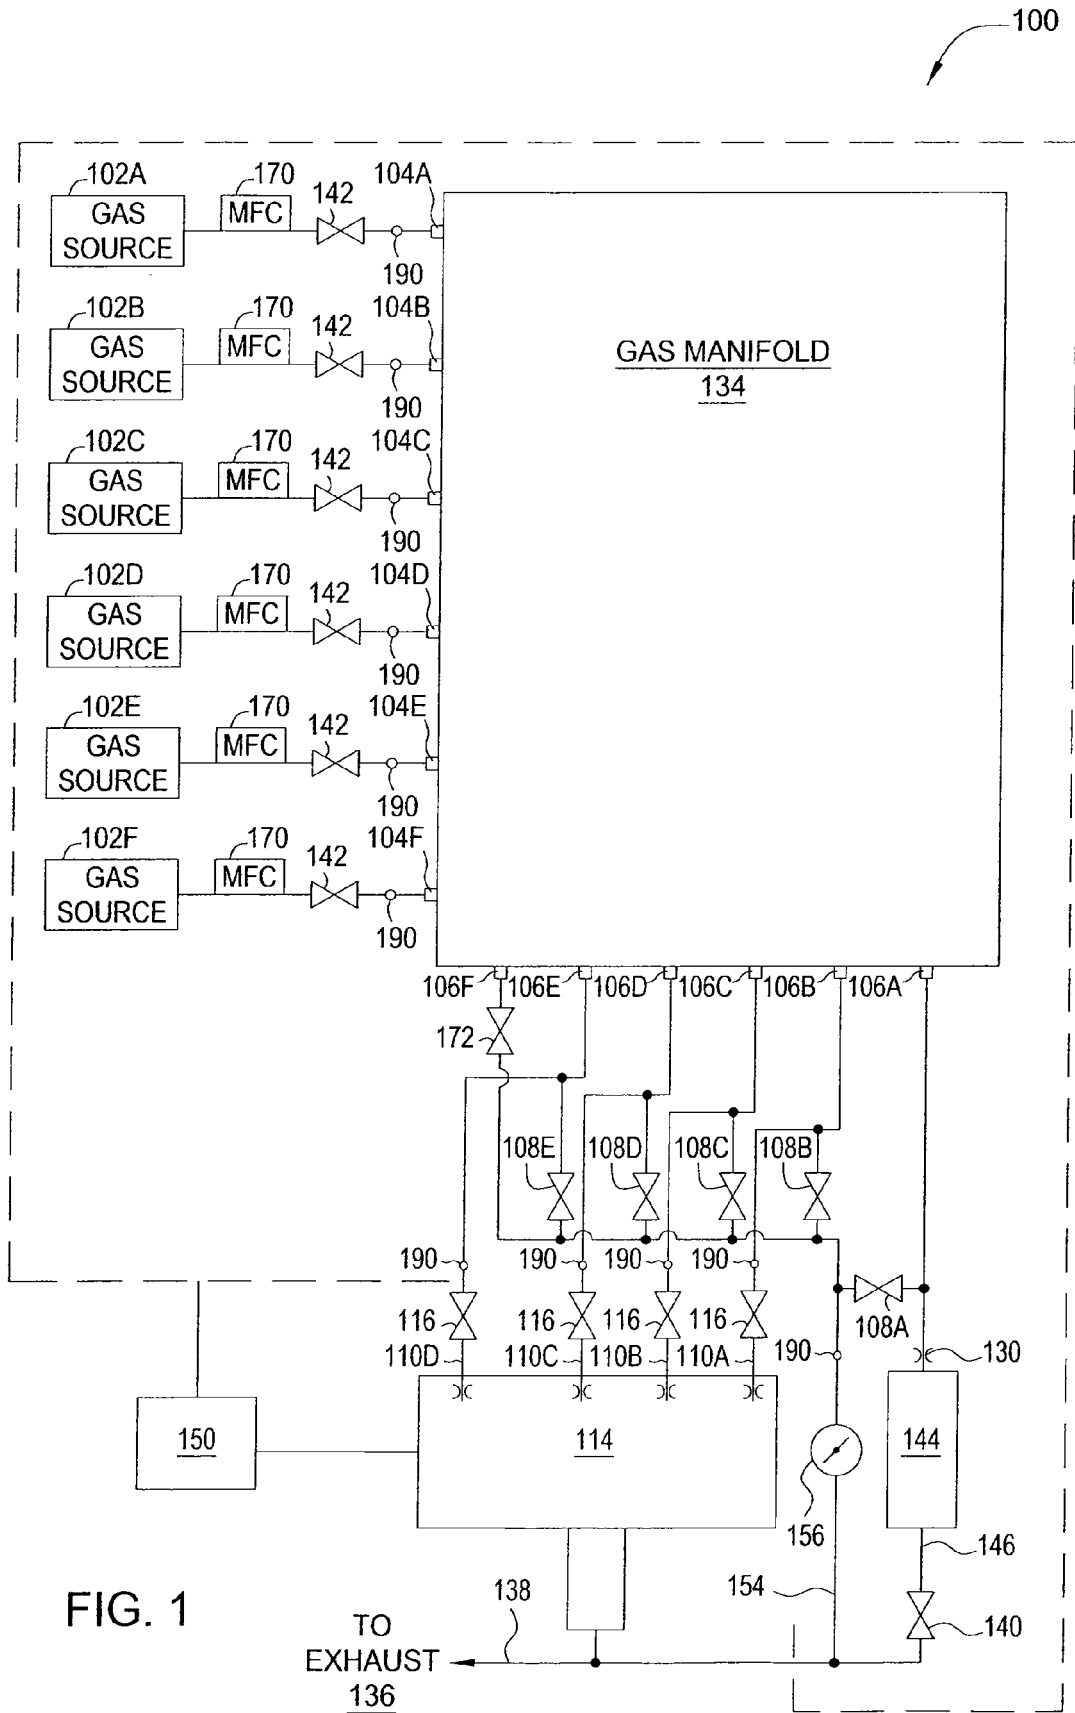 100
102A 170 142 104A
GAS SOURCE MFC
190
102B 170 142 104B
GAS SOURCE MFC
190
102C 170 142 104C
GAS SOURCE MFC
190
102D 170 142 104D
GAS SOURCE MFC
190
102E 170 142 104E
GAS SOURCE MFC
190
102F 170 142 104F
GAS SOURCE MFC
190
GAS MANIFOLD
134
106F 106E 106D 106C 106B 106A
172
108E 108D 108C 108B
190 190 190 190
116 116 116 116 108A
110D 110C 110B 110A 190 130
150 114 144
156
146
154
138
140
FIG. 1
TO
EXHAUST
136